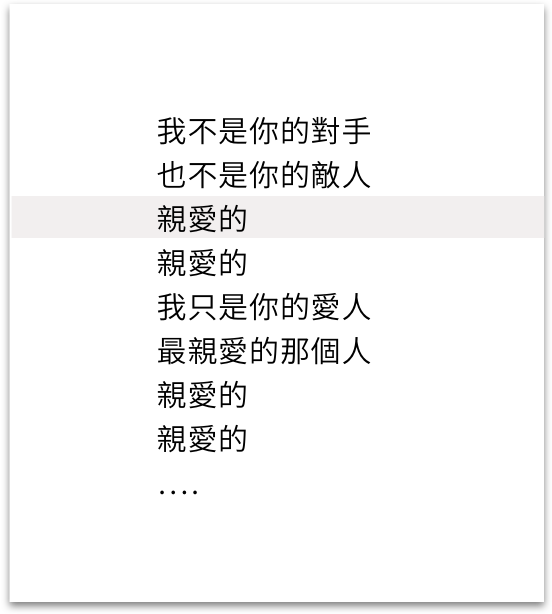 我不是你的對手
也不是你的敵人
親愛的
親愛的
我只是你的愛人
最親愛的那個人
親愛的
親愛的
....